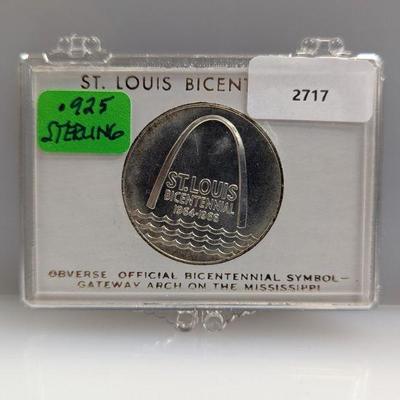 ST. LOUIS BICENT
2717
.925
STERLING
ST. LOUIS
BICENTENNIAL
1964-1966
OBVERSE OFFICIAL BICENTENNIAL SYMBOL—
GATEWAY ARCH ON THE MISSISSIPPI